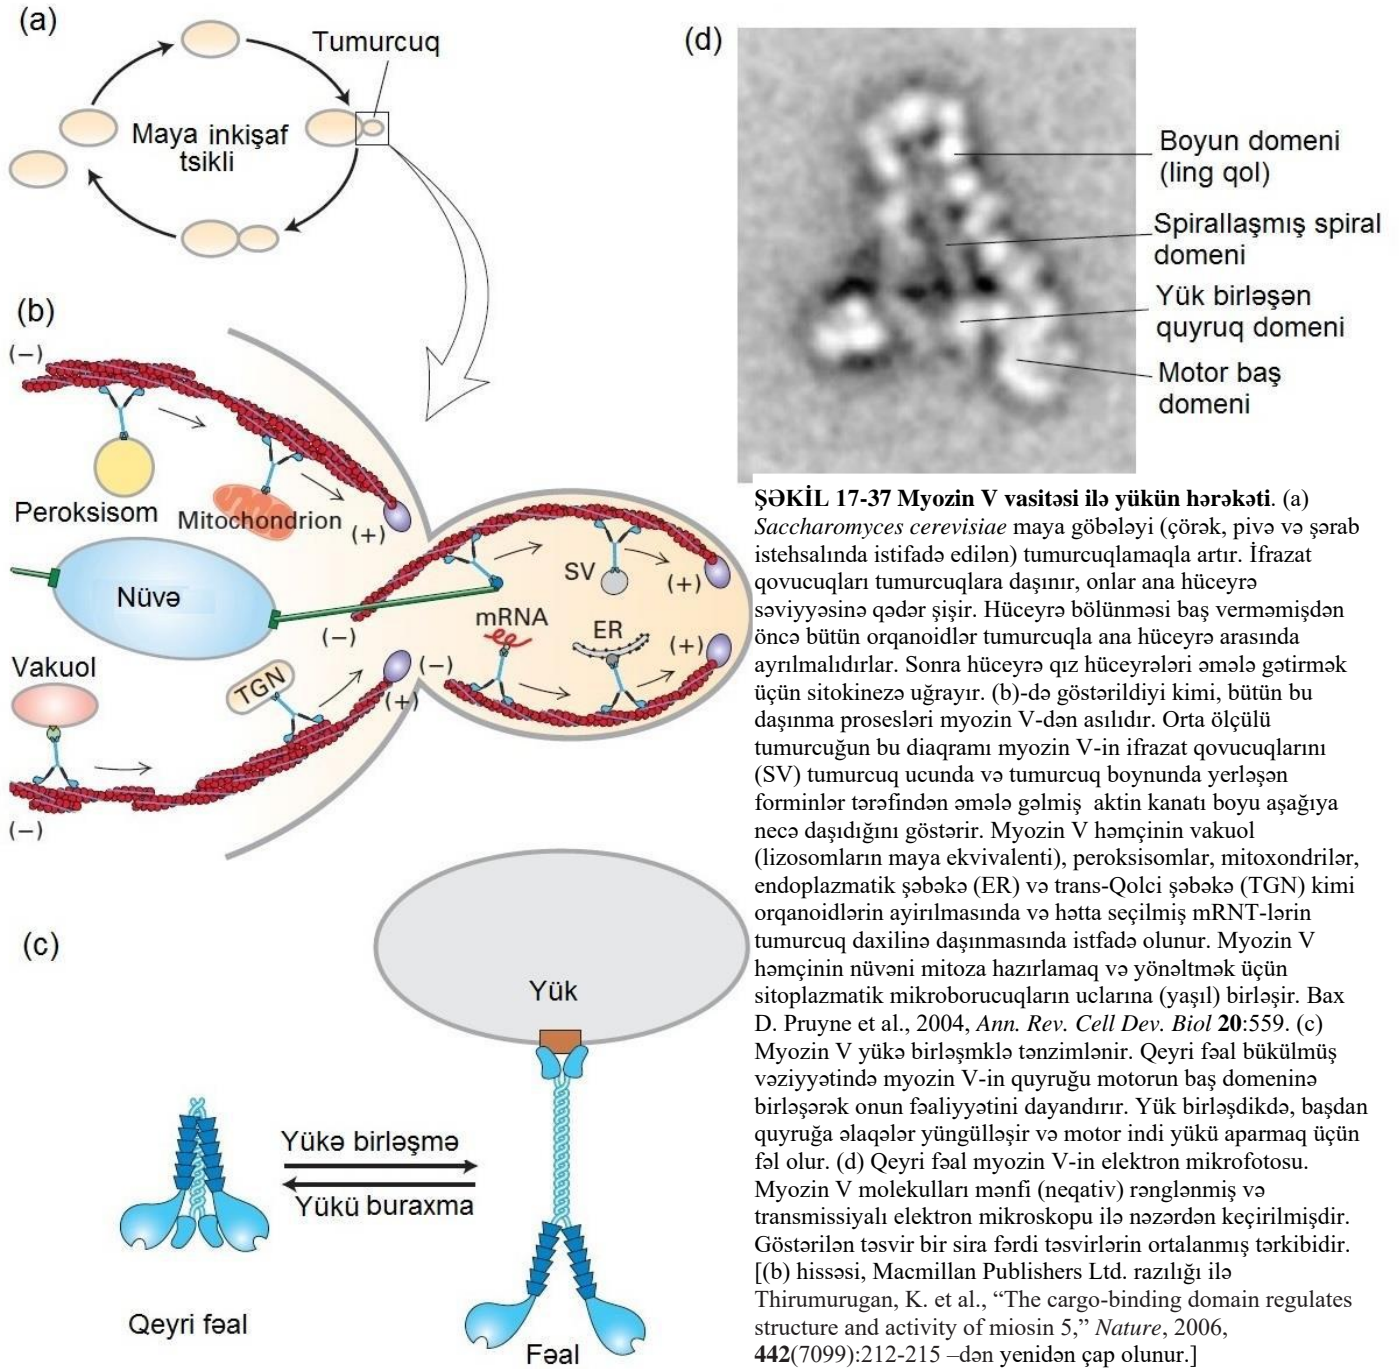 (a)
Tumurcuq
Maya inkişaf
tsikli
(b)
(−)
Peroksisom
Mitochondrion
(+)
Nüvə
(−)
SV
(+)
mRNA
ER
(+)
Vakuol
TGN
(−)
(+)
(−)
(c)
Yük
Yükə birləşmə
Yükü buraxma
Qeyri fəal
Fəal
(d)
Boyun domeni
(ling qol)
Spirallaşmış spiral
domeni
Yük birləşən
quyruq domeni
Motor baş
domeni
ŞƏKİL 17-37 Myozin V vasitəsi ilə yükün hərəkəti. (a)
Saccharomyces cerevisiae maya göbələyi (çörək, pivə və şərab
istehsalında istifadə edilən) tumurcuqlamaqla artır. İfrazat
qovucuqları tumurcuqlara daşınır, onlar ana hüceyrə
səviyyəsinə qədər şişir. Hüceyrə bölünməsi baş verməmişdən
öncə bütün orqanoidlər tumurcuqla ana hüceyrə arasında
ayrılmalıdırlar. Sonra hüceyrə qız hüceyrələri əmələ gətirmək
üçün sitokinezə uğrayır. (b)-də göstərildiyi kimi, bütün bu
daşınma prosesləri myozin V-dən asılıdır. Orta ölçülü
tumurcuğun bu diaqramı myozin V-in ifrazat qovucuqlarını
(SV) tumurcuq ucunda və tumurcuq boynunda yerləşən
forminlər tərəfindən əmələ gəlmiş aktin kanatı boyu aşağıya
necə daşıdığını göstərir. Myozin V həmçinin vakuol
(lizosomların maya ekvivalenti), peroksisomlar, mitoxondrilər,
endoplazmatik şəbəkə (ER) və trans-Qolci şəbəkə (TGN) kimi
orqanoidlərin ayirılmasında və hətta seçilmiş mRNT-lərin
tumurcuq daxilinə daşınmasında istfadə olunur. Myozin V
həmçinin nüvəni mitoza hazırlamaq və yönəltmək üçün
sitoplazmatik mikroborucuqların uclarına (yaşıl) birləşir. Bax
D. Pruyne et al., 2004, Ann. Rev. Cell Dev. Biol 20:559. (c)
Myozin V yükə birləşmklə tənzimlənir. Qeyri fəal bükülmüş
vəziyyətində myozin V-in quyruğu motorun baş domeninə
birləşərək onun fəaliyyətini dayandırır. Yük birləşdikdə, başdan
quyruğa əlaqələr yüngülləşir və motor indi yükü aparmaq üçün
fəl olur. (d) Qeyri fəal myozin V-in elektron mikrofotosu.
Myozin V molekulları mənfi (neqativ) rənglənmiş və
transmissiyalı elektron mikroskopu ilə nəzərdən keçirilmişdir.
Göstərilən təsvir bir sira fərdi təsvirlərin ortalanmış tərkibidir.
[(b) hissəsi, Macmillan Publishers Ltd. razılığı ilə
Thirumurugan, K. et al., “The cargo-binding domain regulates
structure and activity of miosin 5,” Nature, 2006,
442(7099):212-215 –dən yenidən çap olunur.]